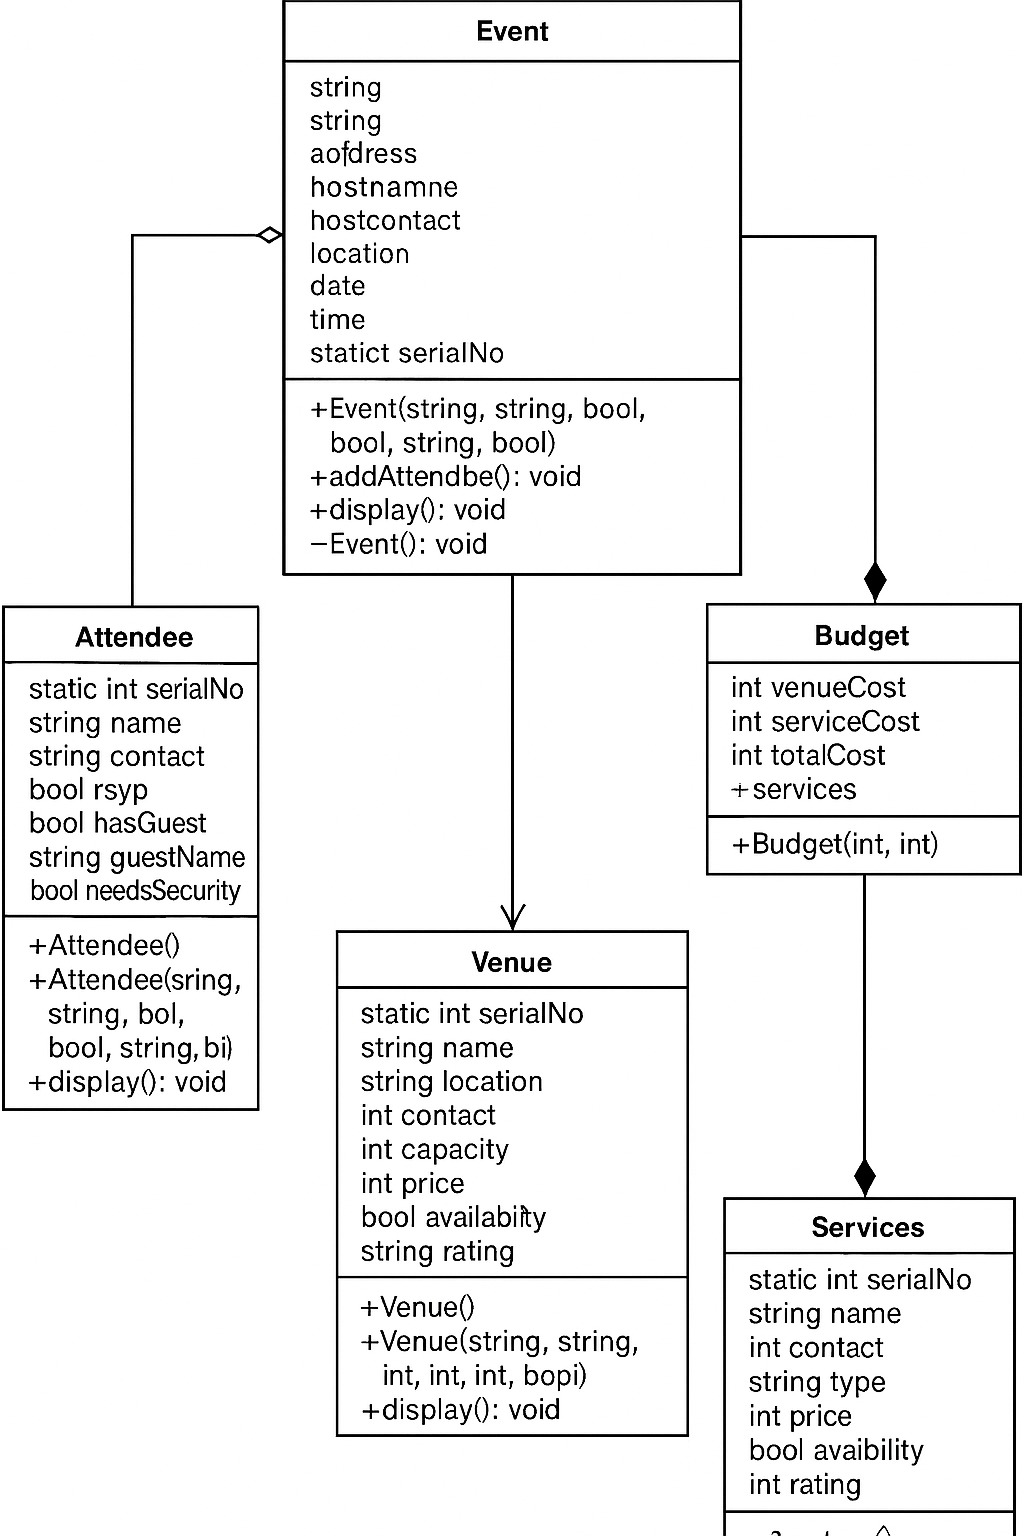 Event
string
string
aofdress
hostnamne
hostcontact
location
date
time
statict serialNo
+Event(string, string, bool,
bool, string, bool)
+addAttendbe(): void
+display(): void
−Event(): void
Attendee
static int serialNo
string name
string contact
bool rsyp
bool hasGuest
string guestName
bool needsSecurity
+Attendee()
+Attendee(sring,
string, bol,
bool, string, bi)
+display(): void
Budget
int venueCost
int serviceCost
int totalCost
+services
+Budget(int, int)
Venue
static int serialNo
string name
string location
int contact
int capacity
int price
bool availabiity
string rating
+Venue()
+Venue(string, string,
int, int, int, bopi)
+display(): void
Services
static int serialNo
string name
int contact
string type
int price
bool avaibility
int rating